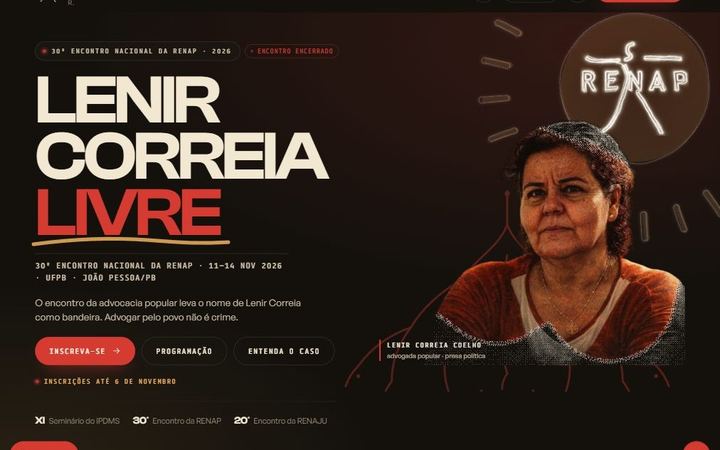 30º ENCONTRO NACIONAL DA RENAP · 2026
ENCONTRO ENCERRADO
RENAP
LENIR
CORREIA
LIVRE
30º ENCONTRO NACIONAL DA RENAP · 11–14 NOV 2026
· UFPB · JOÃO PESSOA/PB
O encontro da advocacia popular leva o nome de Lenir Correia
como bandeira. Advogar pelo povo não é crime.
INSCREVA-SE →
PROGRAMAÇÃO
ENTENDA O CASO
LENIR CORREIA COELHO
advogada popular · presa política
INSCRIÇÕES ATÉ 6 DE NOVEMBRO
XI Seminário do IPDMS
30º Encontro da RENAP
20º Encontro da RENAJU